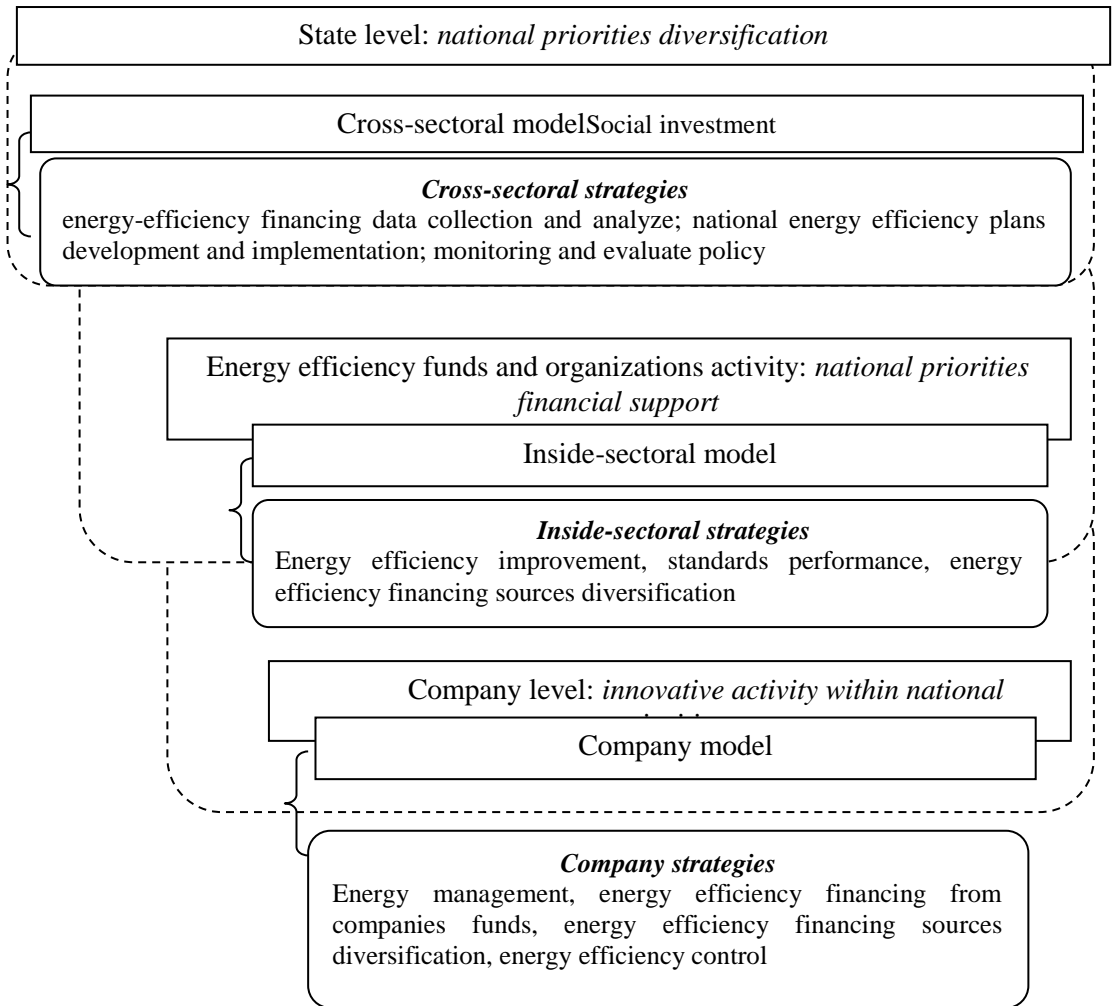 State level: national priorities diversification
Cross-sectoral modelSocial investment
Cross-sectoral strategies
energy-efficiency financing data collection and analyze; national energy efficiency plans
development and implementation; monitoring and evaluate policy
Energy efficiency funds and organizations activity: national priorities
financial support
Inside-sectoral model
Inside-sectoral strategies
Energy efficiency improvement, standards performance, energy
efficiency financing sources diversification
Company level: innovative activity within national
Company model
Company strategies
Energy management, energy efficiency financing from
companies funds, energy efficiency financing sources
diversification, energy efficiency control